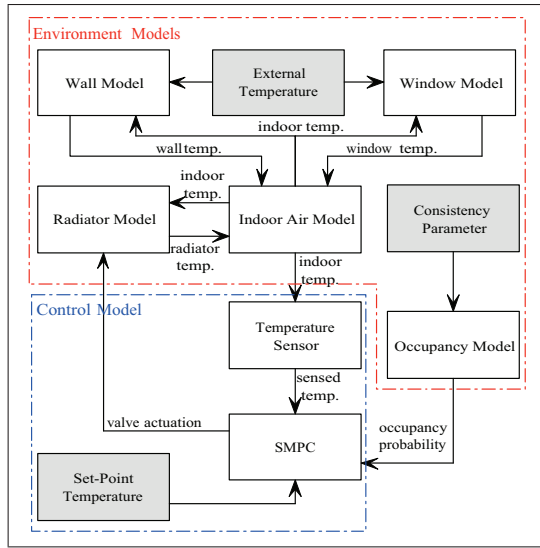 Environment Models
Wall Model
External
Temperature
Window Model
indoor temp.
wall temp.
window temp.
indoor
temp.
Radiator Model
Indoor Air Model
Consistency
Parameter
radiator
temp.
indoor
temp.
Control Model
Temperature
Sensor
Occupancy Model
sensed
temp.
valve actuation
occupancy
probability
SMPC
Set-Point
Temperature